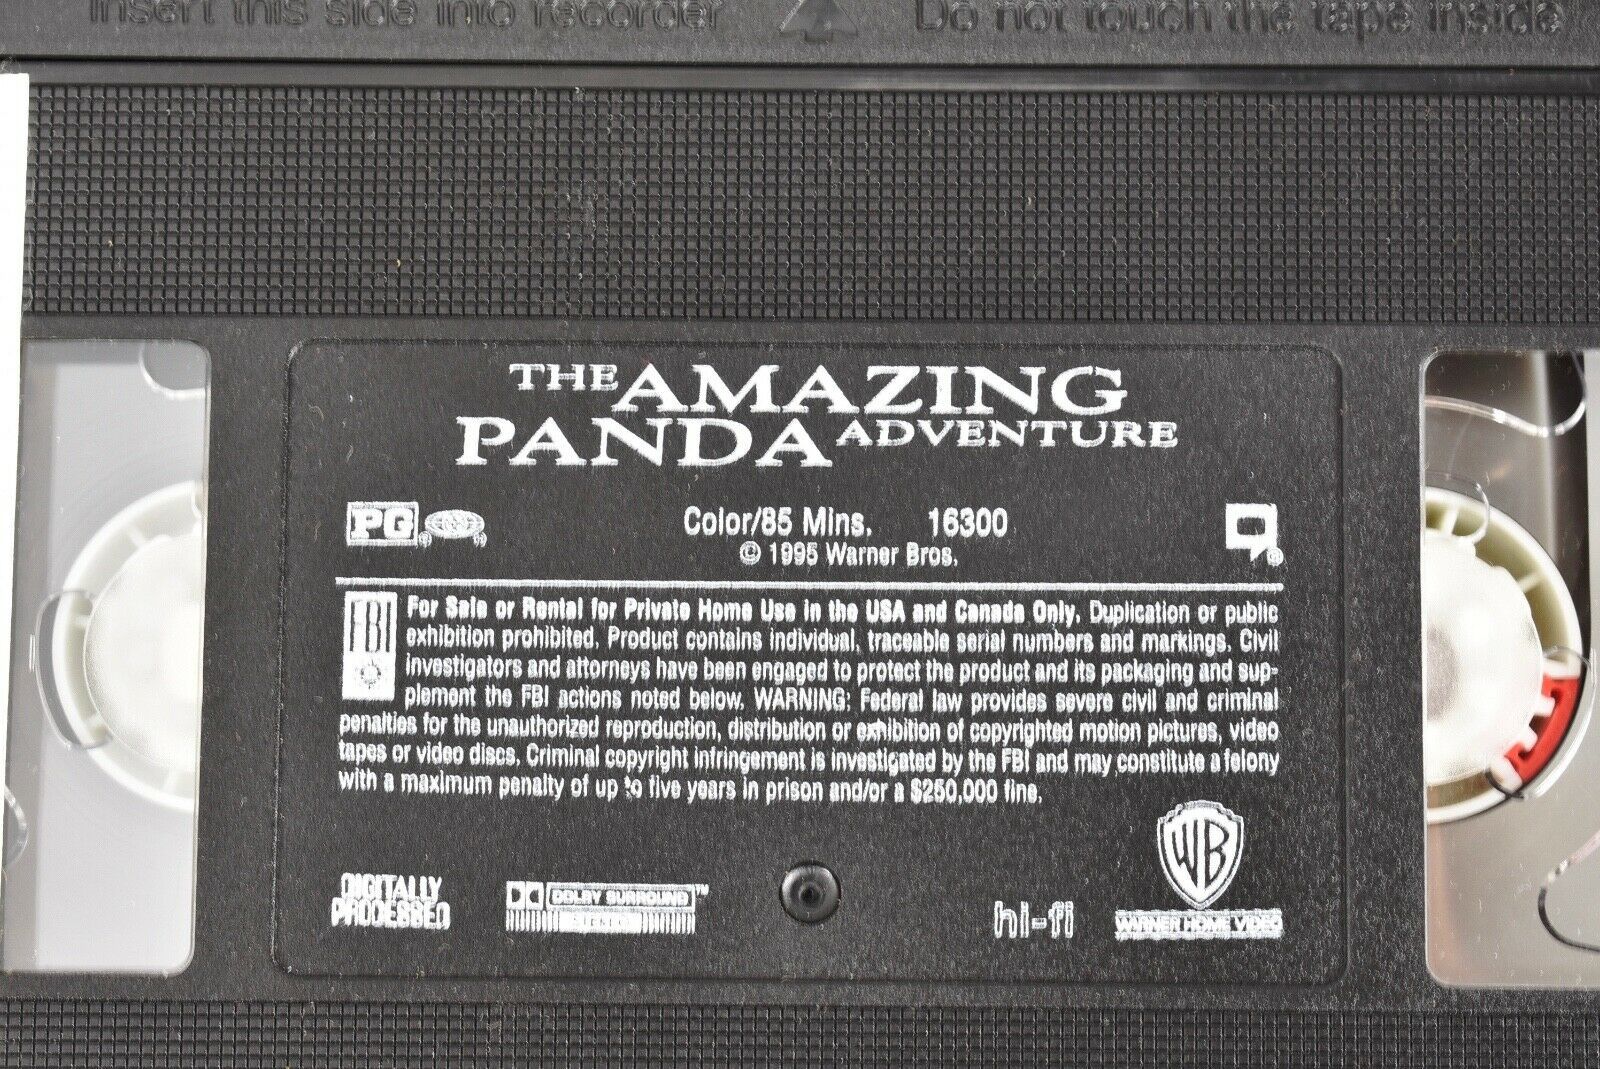 Insert this side into recorder Do not touch the tape inside
THE AMAZING
PANDA ADVENTURE
PG ® ®
Color/85 Mins. 16300
© 1995 Warner Bros.
FBI
For Sale or Rental for Private Home Use in the USA and Canada Only. Duplication or public
exhibition prohibited. Product contains individual, traceable serial numbers and markings. Civil
investigators and attorneys have been engaged to protect the product and its packaging and sup-
plement the FBI actions noted below. WARNING: Federal law provides severe civil and criminal
penalties for the unauthorized reproduction, distribution or exhibition of copyrighted motion pictures, video
tapes or video discs. Criminal copyright infringement is investigated by the FBI and may constitute a felony
with a maximum penalty of up to five years in prison and/or a $250,000 fine.
DIGITALLY
PROCESSED
DOLBY SURROUND™
hi-fi
WB
WARNER HOME VIDEO